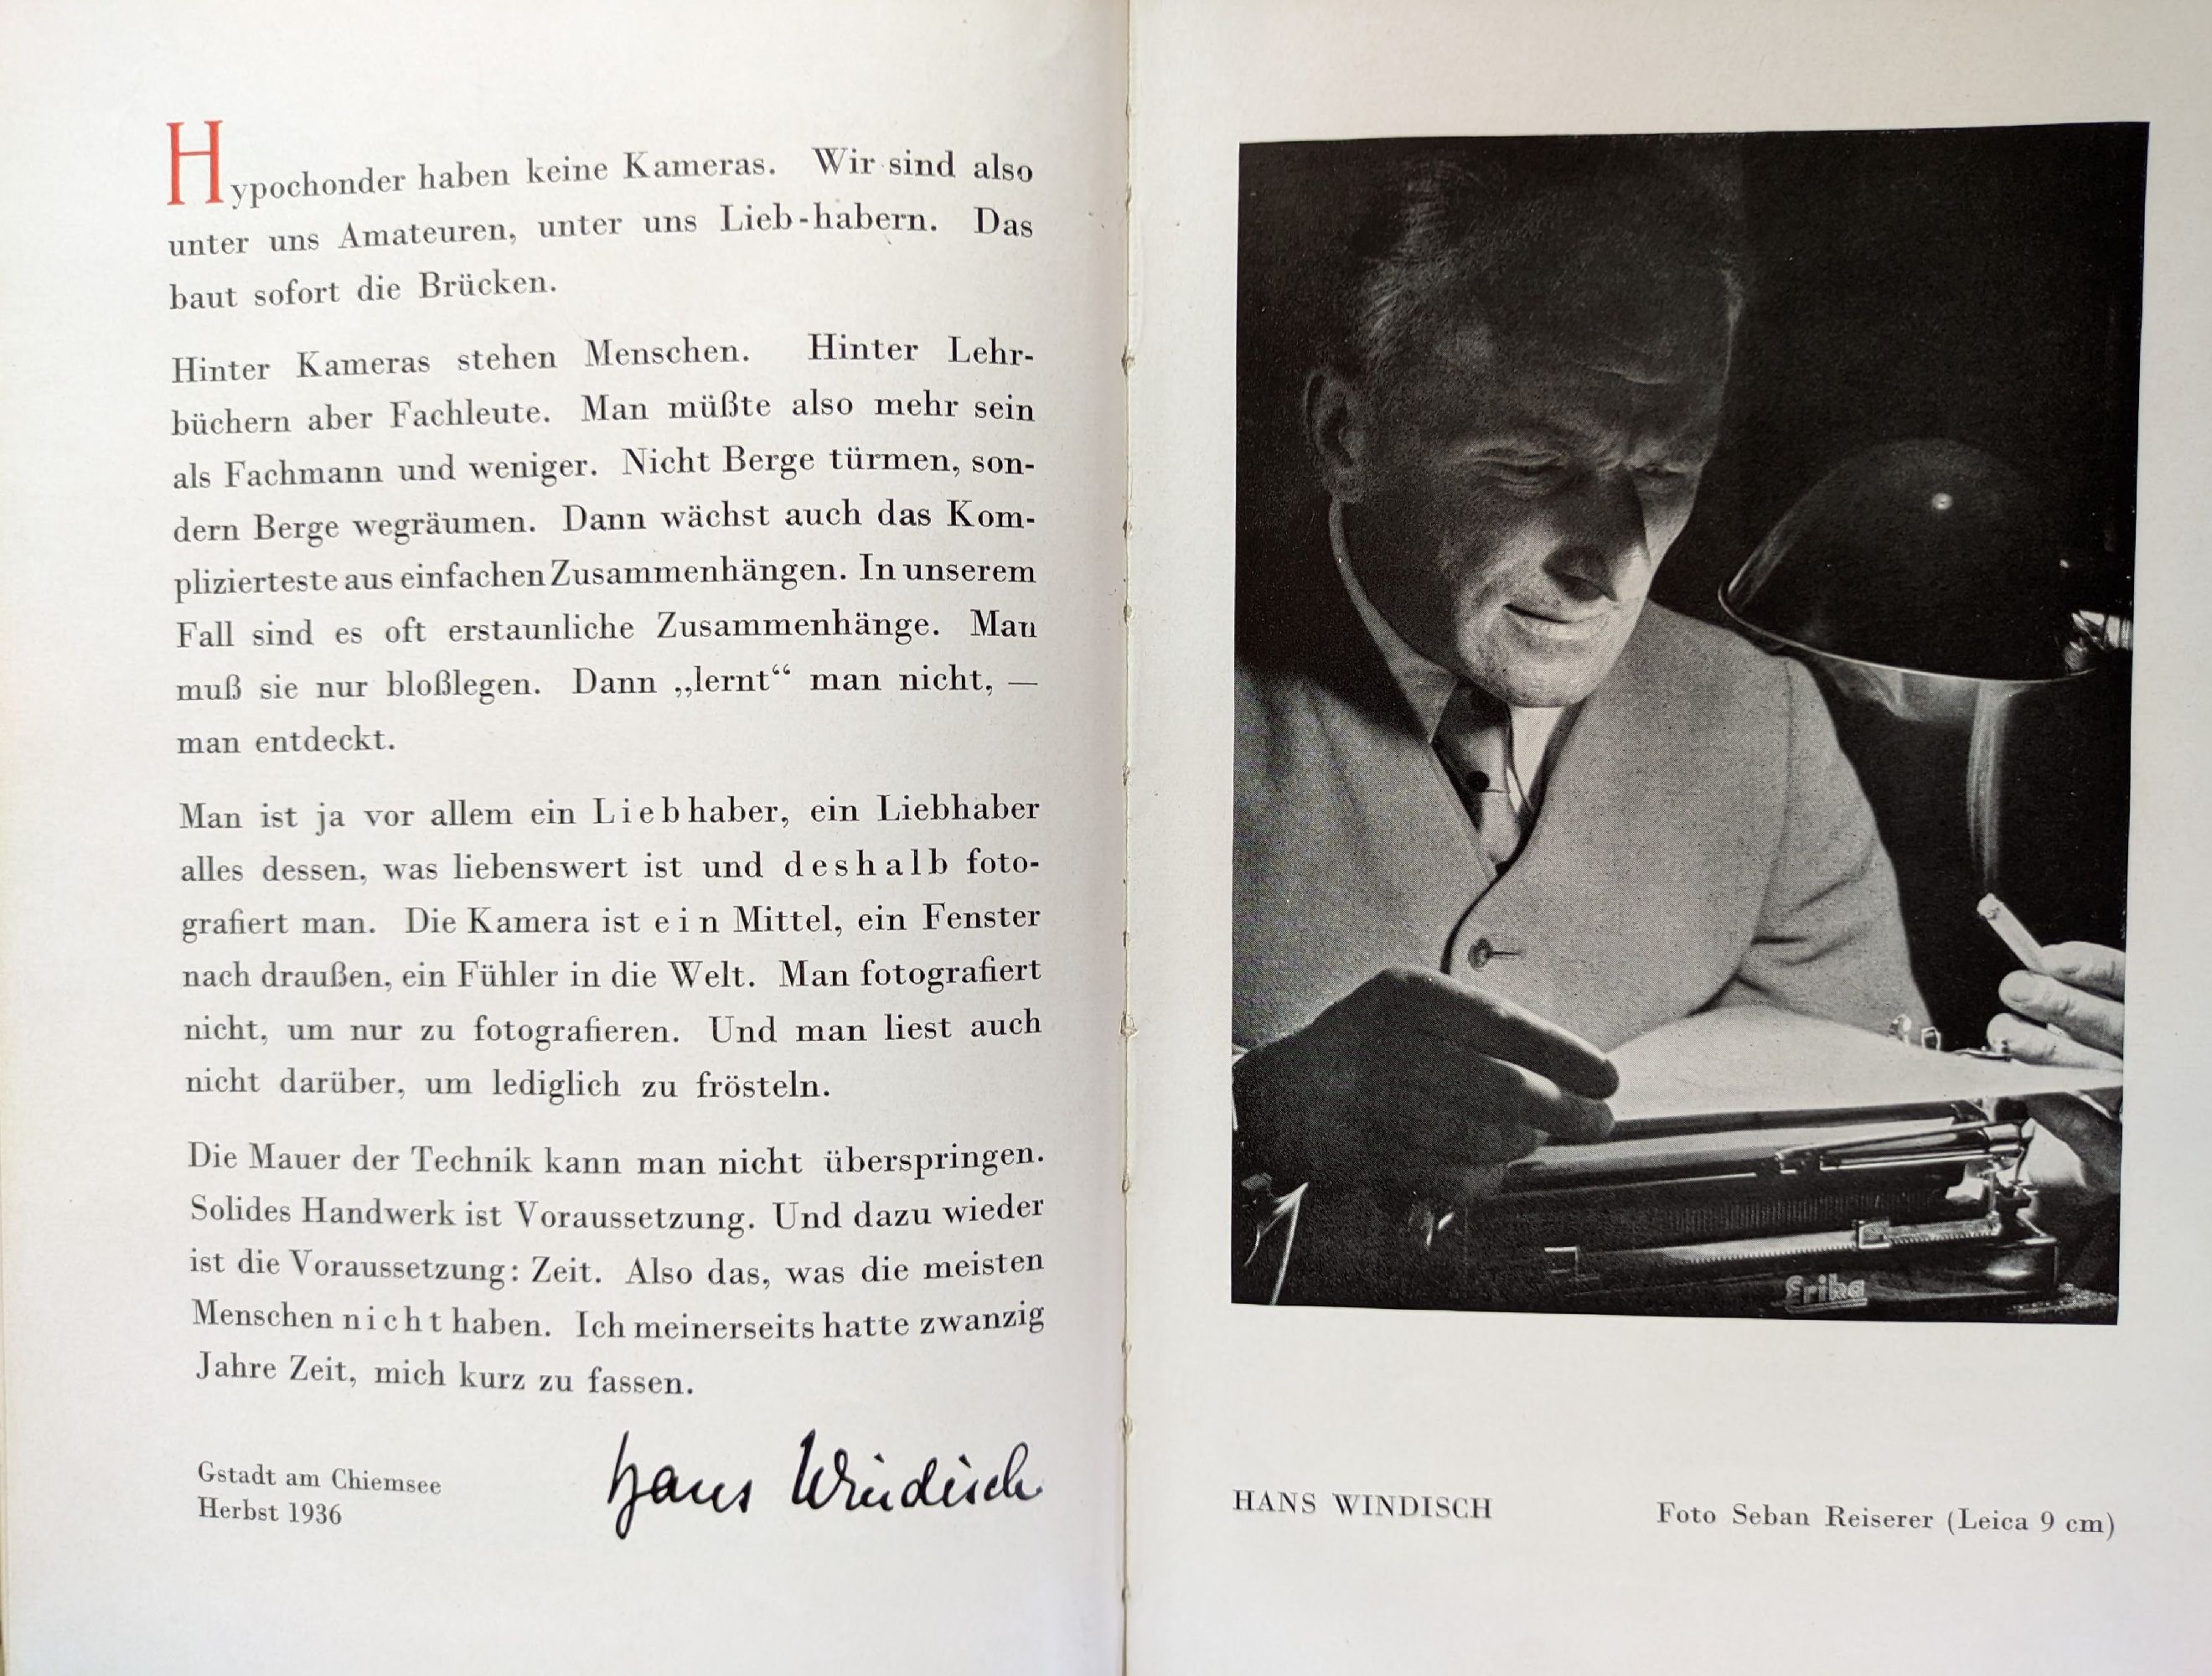 Hypochonder haben keine Kameras. Wir sind also
unter uns Amateuren, unter uns Lieb-habern. Das
baut sofort die Brücken.
Hinter Kameras stehen Menschen. Hinter Lehr-
büchern aber Fachleute. Man müßte also mehr sein
als Fachmann und weniger. Nicht Berge türmen, son-
dern Berge wegräumen. Dann wächst auch das Kom-
plizierteste aus einfachen Zusammenhängen. In unserem
Fall sind es oft erstaunliche Zusammenhänge. Man
muß sie nur bloßlegen. Dann „lernt“ man nicht, —
man entdeckt.
Man ist ja vor allem ein Liebhaber, ein Liebhaber
alles dessen, was liebenswert ist und deshalb foto-
grafiert man. Die Kamera ist ein Mittel, ein Fenster
nach draußen, ein Fühler in die Welt. Man fotografiert
nicht, um nur zu fotografieren. Und man liest auch
nicht darüber, um lediglich zu frösteln.
Die Mauer der Technik kann man nicht überspringen.
Solides Handwerk ist Voraussetzung. Und dazu wieder
ist die Voraussetzung: Zeit. Also das, was die meisten
Menschen nicht haben. Ich meinerseits hatte zwanzig
Jahre Zeit, mich kurz zu fassen.
Gstadt am Chiemsee
Herbst 1936
Hans Windisch
Erika
HANS WINDISCH
Foto Seban Reiserer (Leica 9 cm)